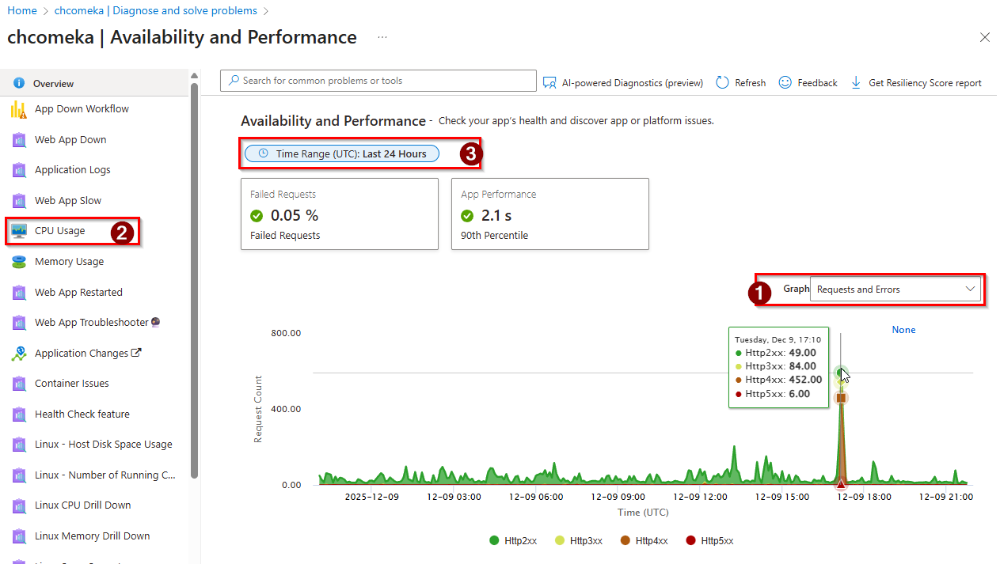 Home > chcomeka | Diagnose and solve problems >
chcomeka | Availability and Performance ...
Overview
App Down Workflow
Web App Down
Application Logs
Web App Slow
CPU Usage 2
Memory Usage
Web App Restarted
Web App Troubleshooter
Application Changes
Container Issues
Health Check feature
Linux - Host Disk Space Usage
Linux - Number of Running C...
Linux CPU Drill Down
Linux Memory Drill Down
Search for common problems or tools
AI-powered Diagnostics (preview)
Refresh
Feedback
Get Resiliency Score report
Availability and Performance - Check your app's health and discover app or platform issues.
Time Range (UTC): Last 24 Hours 3
Failed Requests
0.05 %
Failed Requests
App Performance
2.1 s
90th Percentile
1 Graph Requests and Errors
None
800.00
400.00
0.00
Request Count
Tuesday, Dec 9, 17:10
Http2xx: 49.00
Http3xx: 84.00
Http4xx: 452.00
Http5xx: 6.00
2025-12-09 12-09 03:00 12-09 06:00 12-09 09:00 12-09 12:00 12-09 15:00 12-09 18:00 12-09 21:00
Time (UTC)
Http2xx Http3xx Http4xx Http5xx